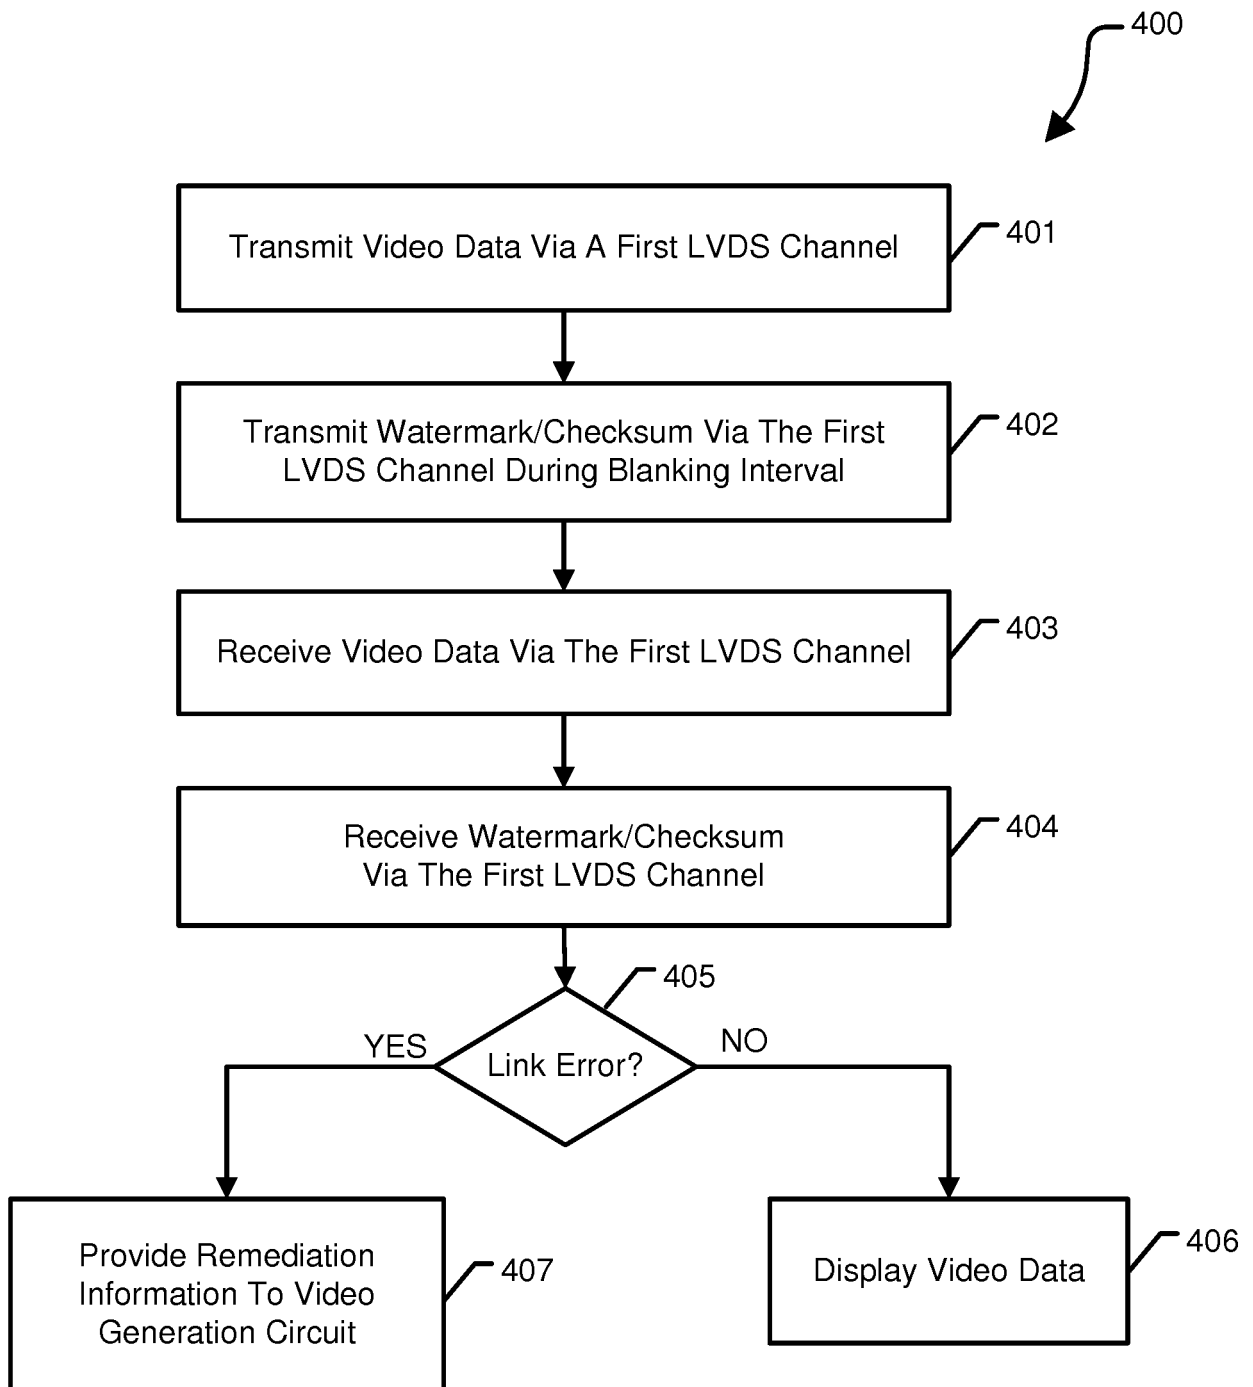 400
Transmit Video Data Via A First LVDS Channel
401
Transmit Watermark/Checksum Via The First
LVDS Channel During Blanking Interval
402
Receive Video Data Via The First LVDS Channel
403
Receive Watermark/Checksum
Via The First LVDS Channel
404
405
YES
Link Error?
NO
Provide Remediation
Information To Video
Generation Circuit
407
Display Video Data
406